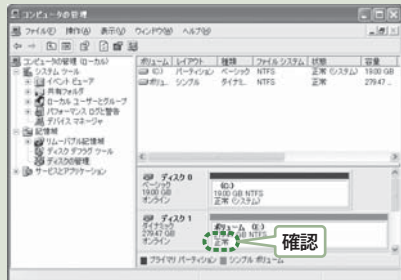 コンピュータの管理
ファイル(F) 操作(A) 表示(V) ウィンドウ(W) ヘルプ(H)
コンピュータの管理 (ローカル)
システム ツール
イベント ビューア
共有フォルダ
ローカル ユーザーとグループ
パフォーマンス ログと警告
デバイス マネージャ
記憶域
リムーバブル記憶域
ディスク デフラグ ツール
ディスクの管理
サービスとアプリケーション
ボリューム レイアウト 種類 ファイル システム 状態 容量
(C:) パーティション ベーシック NTFS 正常 (システム) 19.00 GB
シンプル NTFS 正常 279.47
ディスク 0
ベーシック
19.00 GB
オンライン
(C:)
19.00 GB NTFS
正常 (システム)
ディスク 1
ダイナミック
279.47 GB
オンライン
ボリューム
GB NTFS
正常
確認
プライマリ パーティション シンプル ボリューム